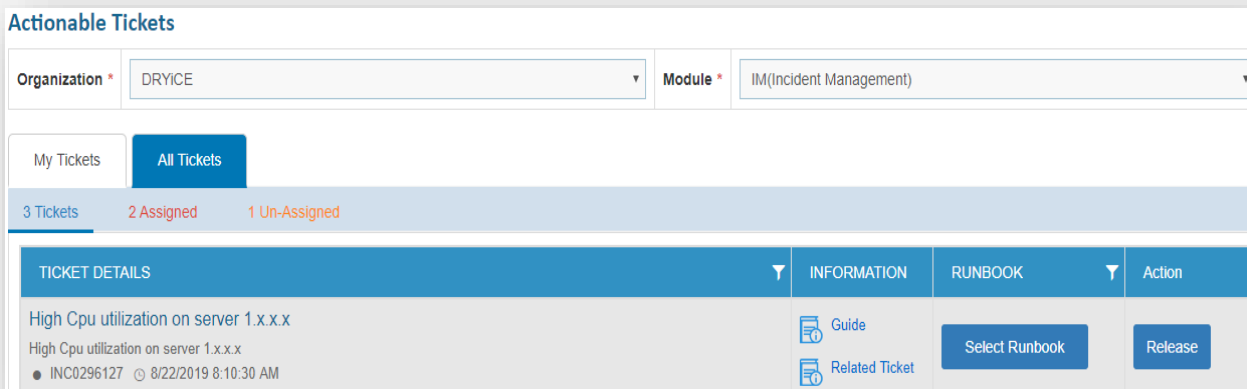 Actionable Tickets
Organization * DRYiCE Module * IM(Incident Management)
My Tickets All Tickets
3 Tickets 2 Assigned 1 Un-Assigned
TICKET DETAILS INFORMATION RUNBOOK Action
High Cpu utilization on server 1.x.x.x
High Cpu utilization on server 1.x.x.x
INC0296127 8/22/2019 8:10:30 AM
Guide
Related Ticket
Select Runbook
Release